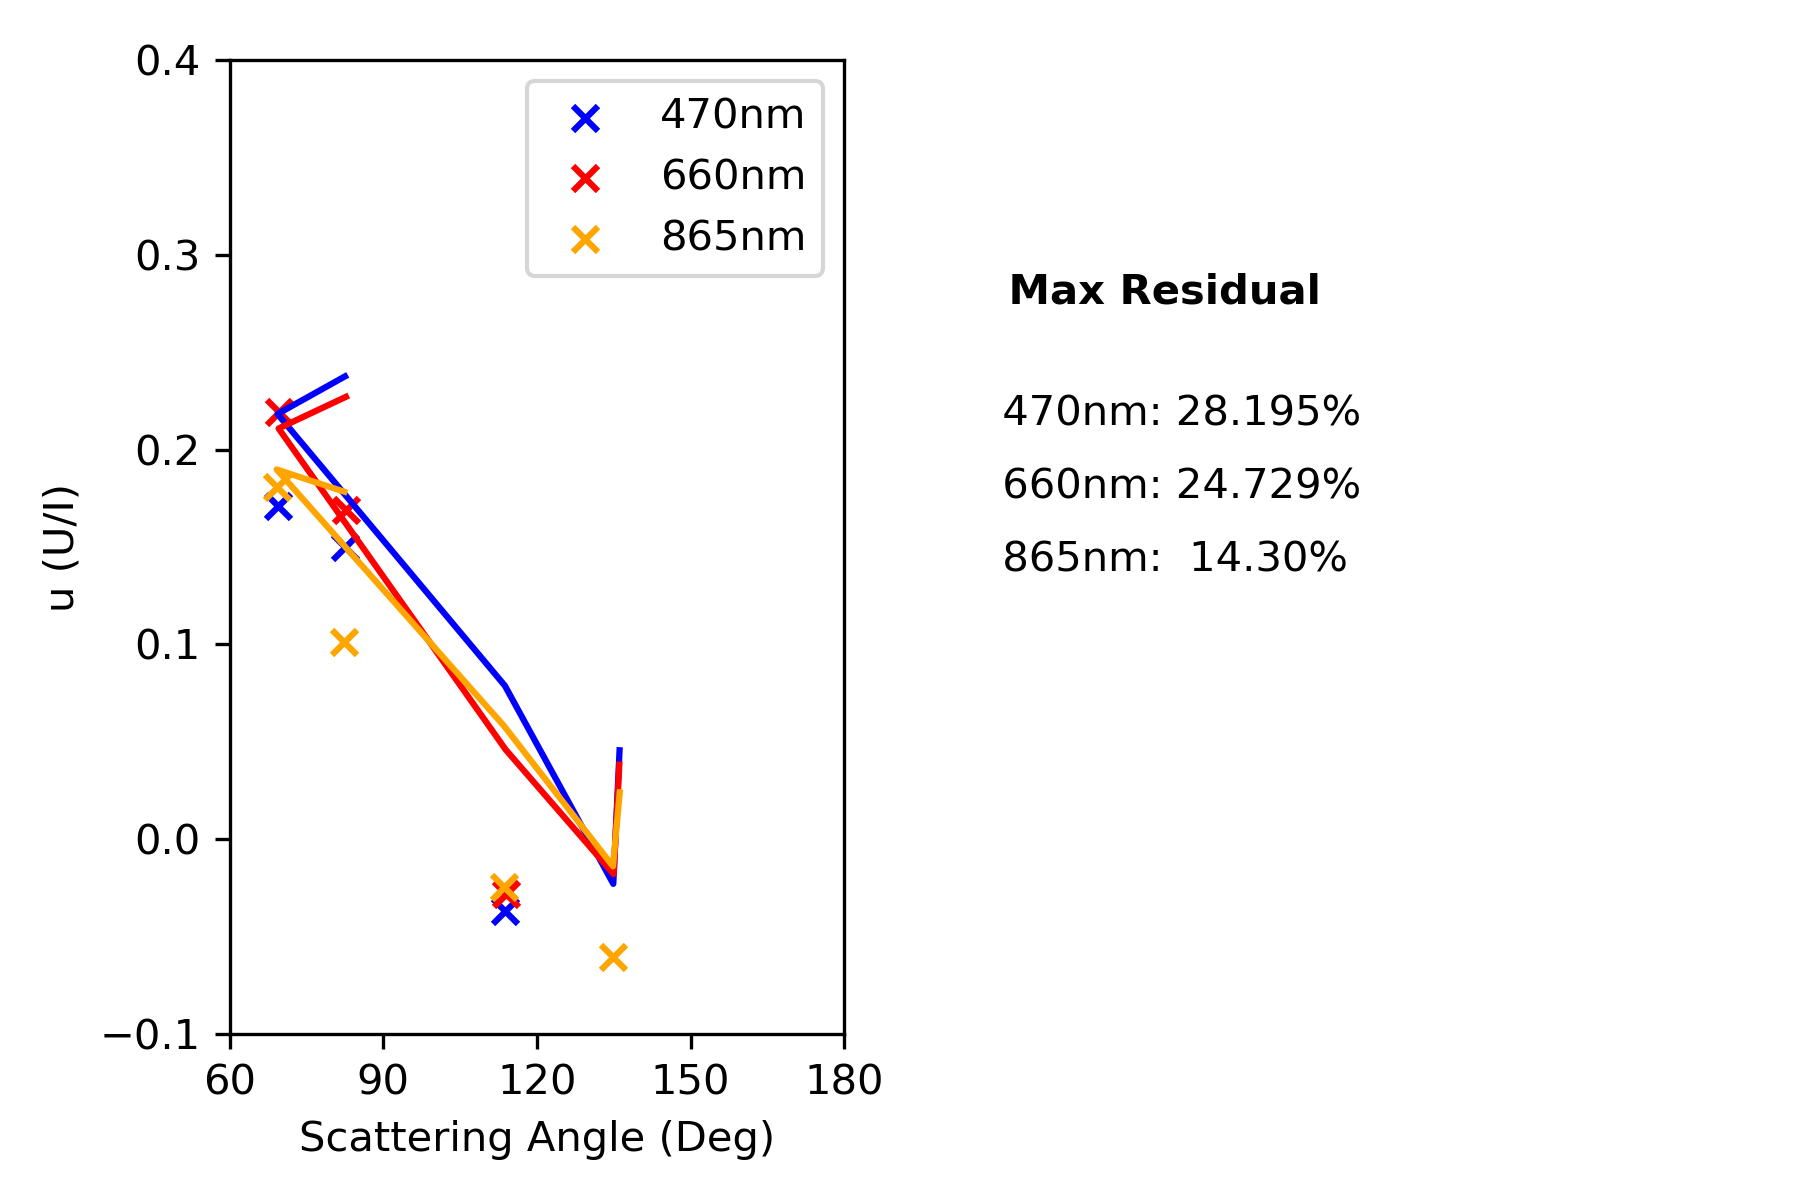 0.4
0.3
0.2
0.1
0.0
−0.1
u (U/I)
60 90 120 150 180
Scattering Angle (Deg)
470nm
660nm
865nm
Max Residual
470nm: 28.195%
660nm: 24.729%
865nm: 14.30%